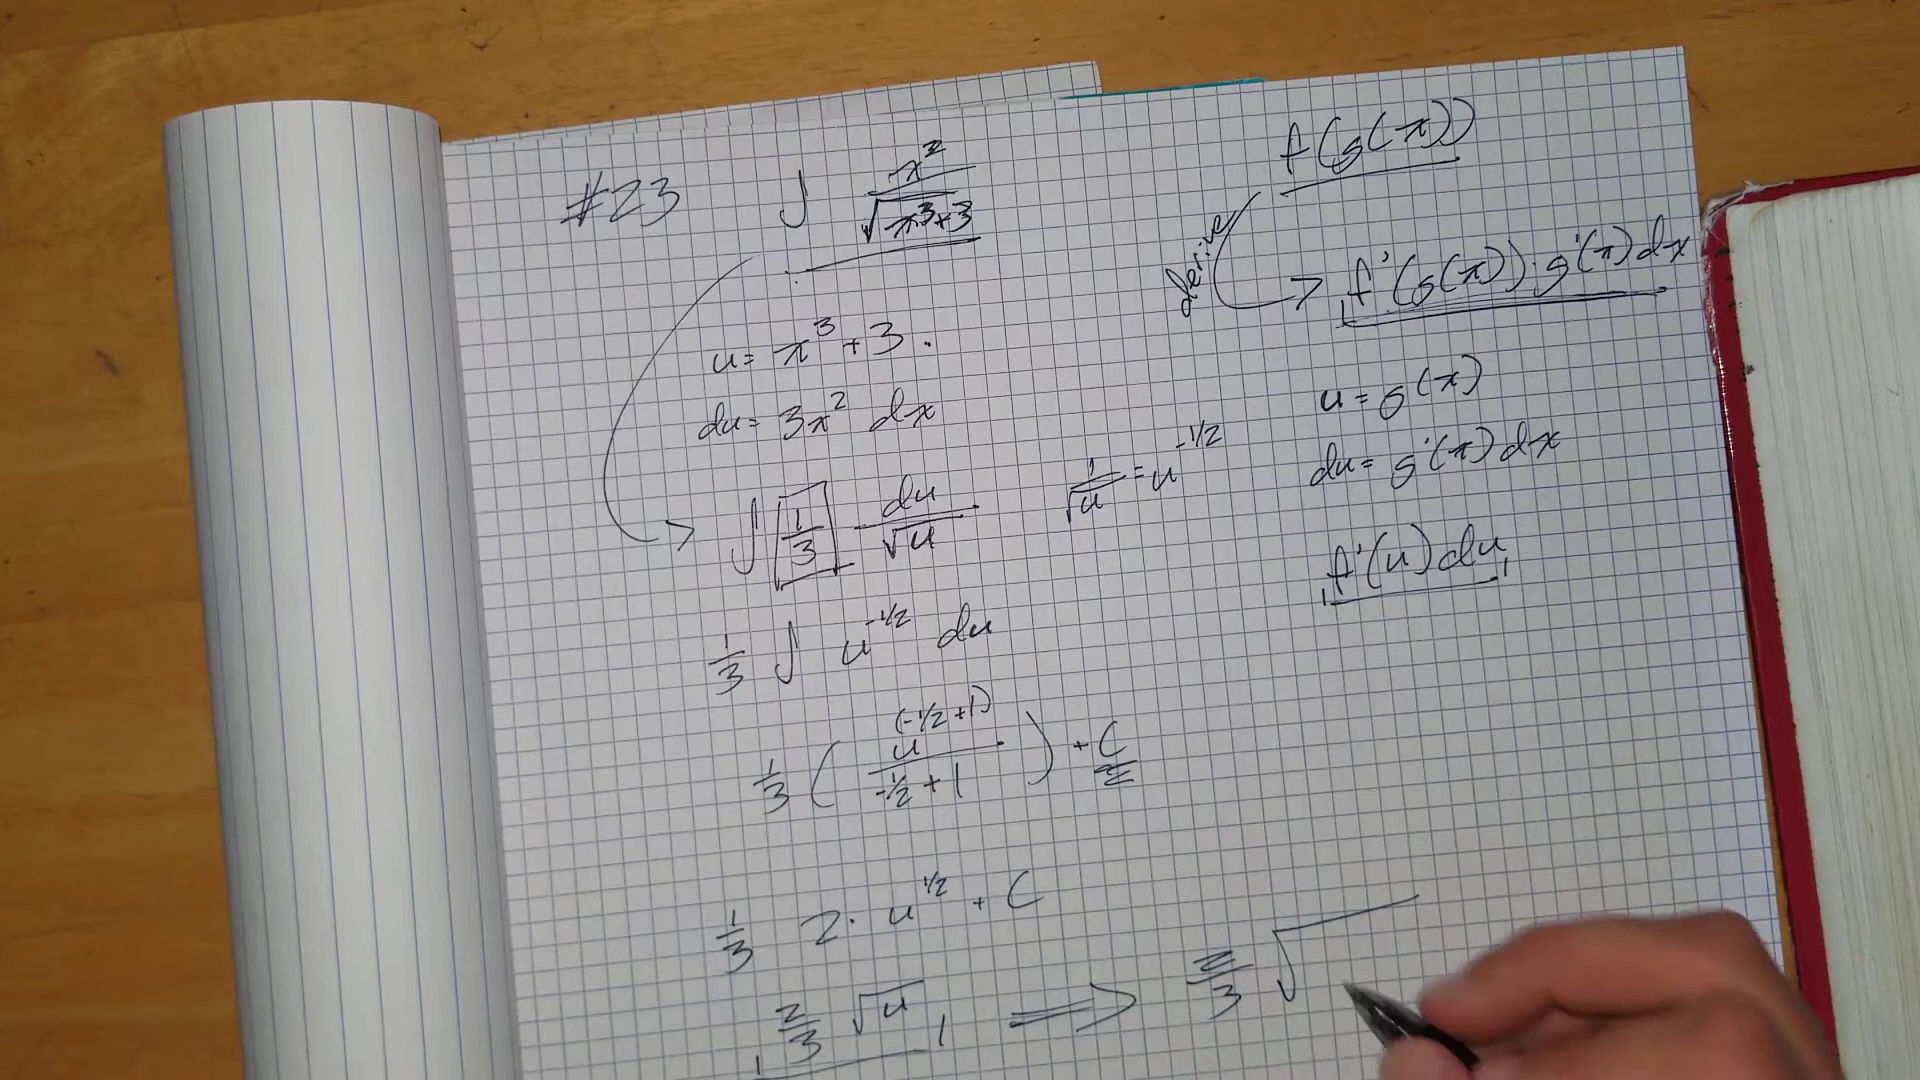 #23 ∫ x²/√(x³+3)
u = x³ + 3.
du = 3x² dx
∫ 1/3 du/√u
1/√u = u^(-1/2)
1/3 ∫ u^(-1/2) du
1/3 ( u^(-1/2+1) / (-1/2 + 1) ) + C
1/3 2 · u^(1/2) + C
2/3 √u ⇒ 2/3 √
f(g(x))
derive
f'(g(x)) · g'(x) dx
u = g(x)
du = g'(x) dx
f'(u) du